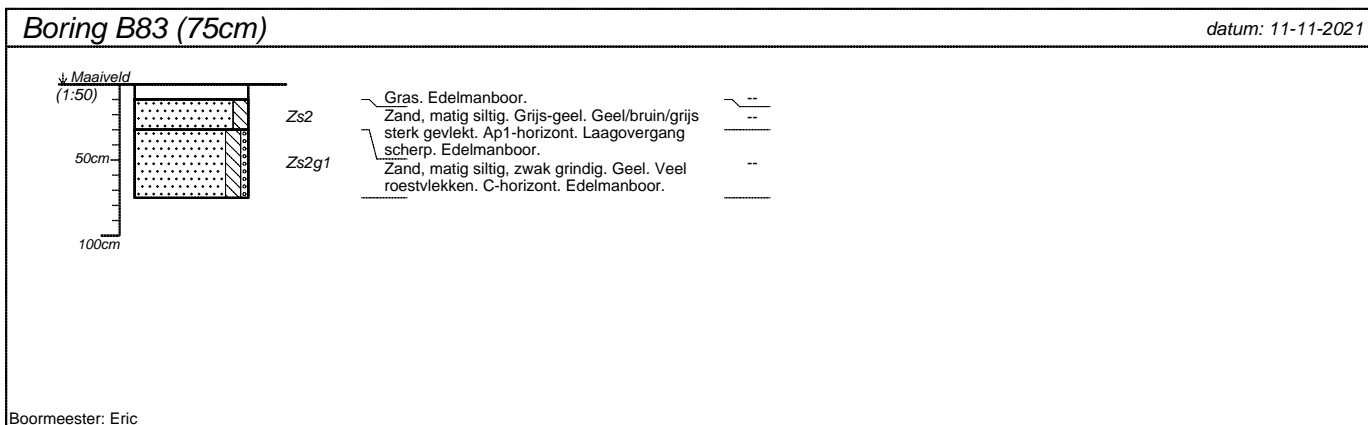 Boring B83 (75cm)
datum: 11-11-2021
Maaiveld
(1:50)
Gras. Edelmanboor.
--
Zs2
Zand, matig siltig. Grijs-geel. Geel/bruin/grijs
--
sterk gevlekt. Ap1-horizont. Laagovergang
scherp. Edelmanboor.
50cm
Zs2g1
Zand, matig siltig, zwak grindig. Geel. Veel
--
roestvlekken. C-horizont. Edelmanboor.
100cm
Boormeester: Eric